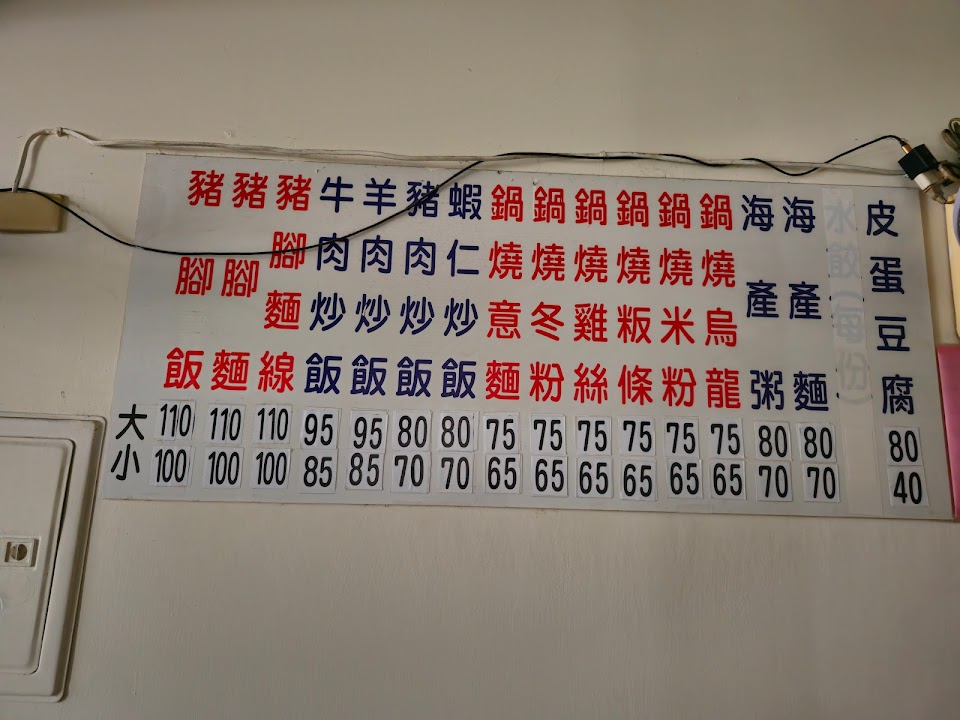 皮蛋豆腐
水餃(每份)
海產麵
海產粥
鍋燒烏龍
鍋燒米粉
鍋燒粄條
鍋燒雞絲
鍋燒冬粉
鍋燒意麵
蝦仁炒飯
豬肉炒飯
羊肉炒飯
牛肉炒飯
豬腳麵線
豬腳麵
豬腳飯
大 110 110 110 95 95 80 80 75 75 75 75 75 75 80 80 80
小 100 100 100 85 85 70 70 65 65 65 65 65 65 70 70 40